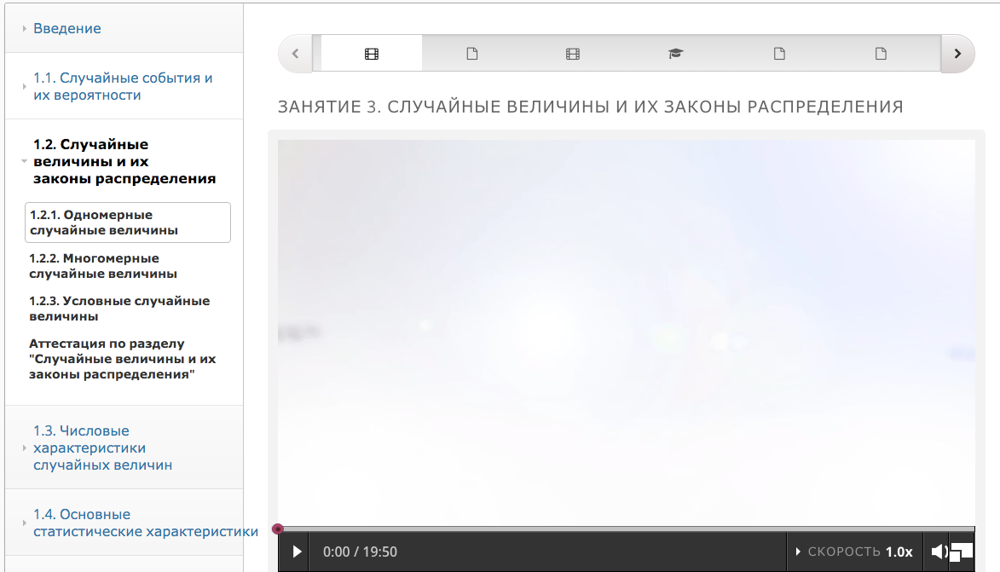 Введение
1.1. Случайные события и
их вероятности
1.2. Случайные
величины и их
законы распределения
1.2.1. Одномерные
случайные величины
1.2.2. Многомерные
случайные величины
1.2.3. Условные случайные
величины
Аттестация по разделу
"Случайные величины и их
законы распределения"
1.3. Числовые
характеристики
случайных величин
1.4. Основные
статистические характеристики
ЗАНЯТИЕ 3. СЛУЧАЙНЫЕ ВЕЛИЧИНЫ И ИХ ЗАКОНЫ РАСПРЕДЕЛЕНИЯ
0:00 / 19:50
СКОРОСТЬ 1.0x